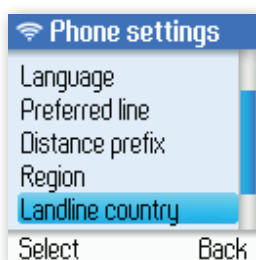 Phone settings
Language
Preferred line
Distance prefix
Region
Landline country
Select Back